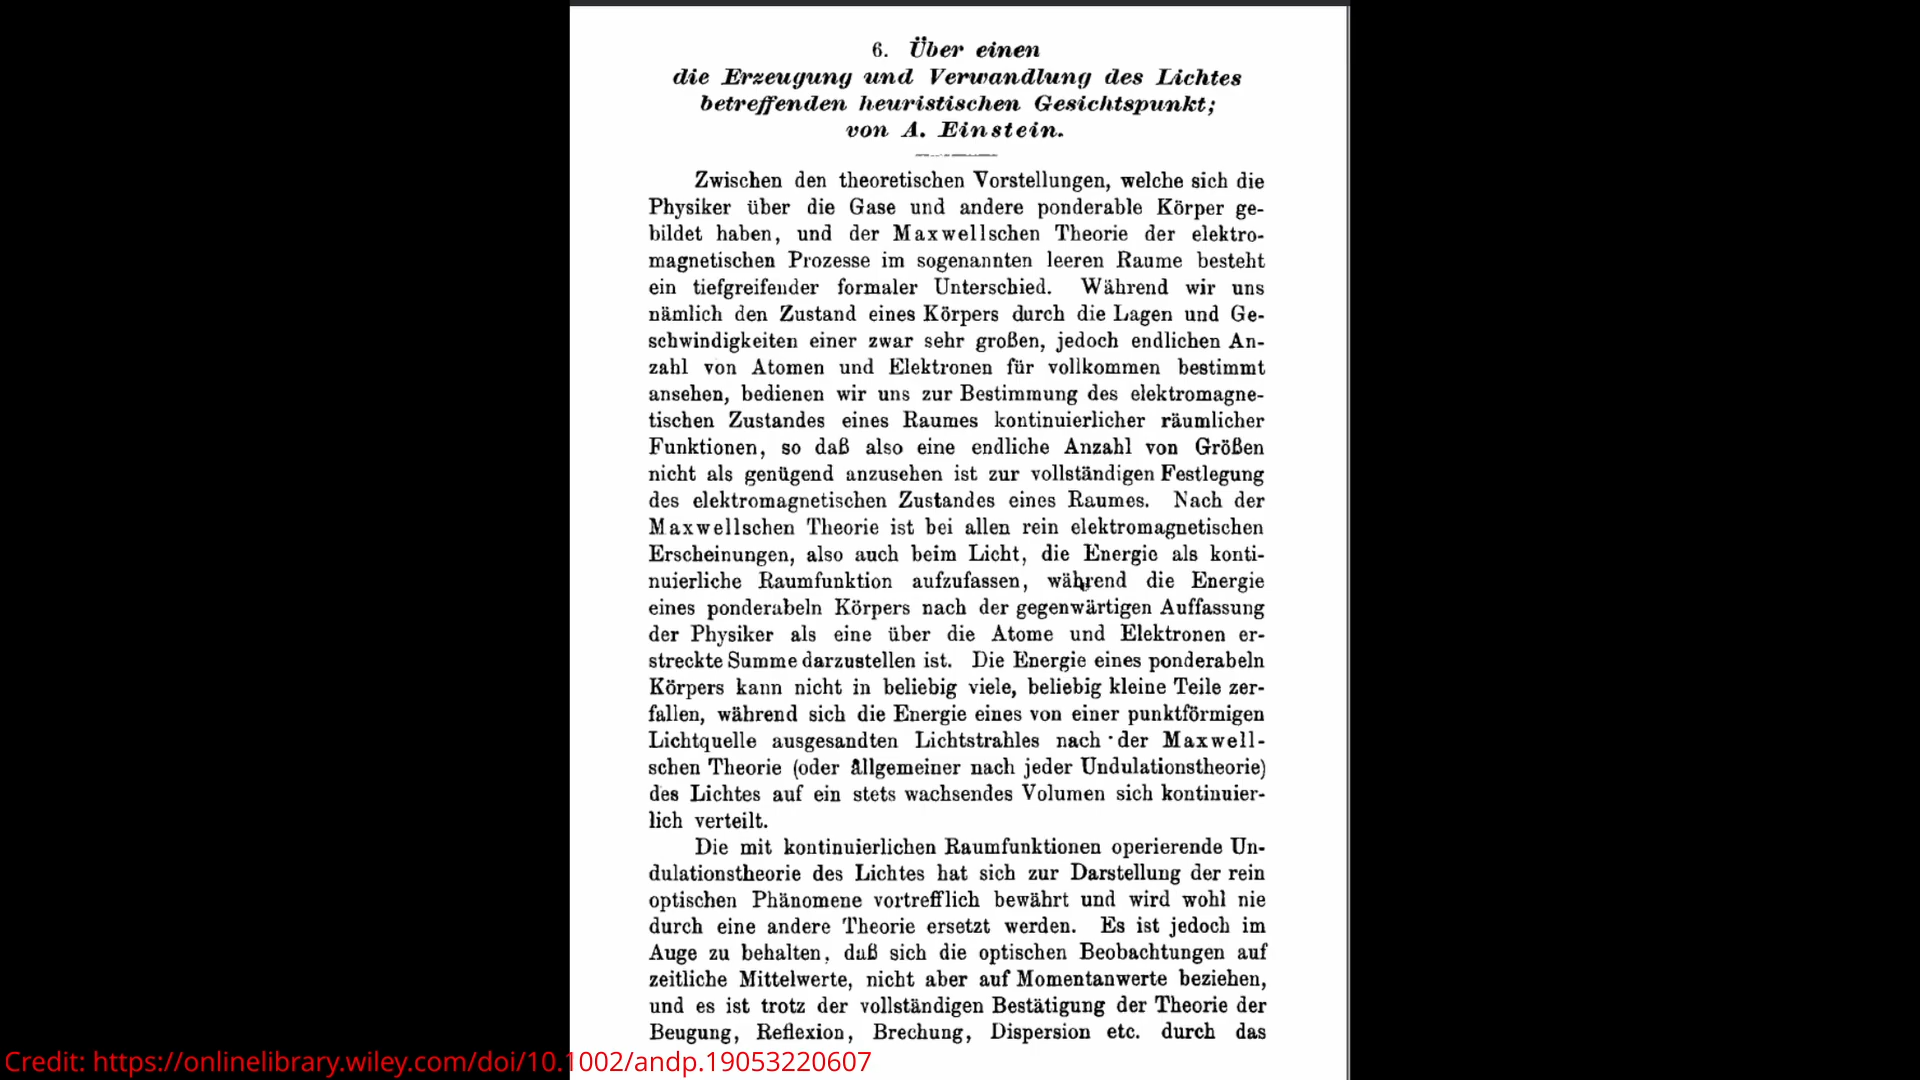 6. Über einen
die Erzeugung und Verwandlung des Lichtes
betreffenden heuristischen Gesichtspunkt;
von A. Einstein.
Zwischen den theoretischen Vorstellungen, welche sich die
Physiker über die Gase und andere ponderable Körper ge-
bildet haben, und der Maxwellschen Theorie der elektro-
magnetischen Prozesse im sogenannten leeren Raume besteht
ein tiefgreifender formaler Unterschied. Während wir uns
nämlich den Zustand eines Körpers durch die Lagen und Ge-
schwindigkeiten einer zwar sehr großen, jedoch endlichen An-
zahl von Atomen und Elektronen für vollkommen bestimmt
ansehen, bedienen wir uns zur Bestimmung des elektromagne-
tischen Zustandes eines Raumes kontinuierlicher räumlicher
Funktionen, so daß also eine endliche Anzahl von Größen
nicht als genügend anzusehen ist zur vollständigen Festlegung
des elektromagnetischen Zustandes eines Raumes. Nach der
Maxwellschen Theorie ist bei allen rein elektromagnetischen
Erscheinungen, also auch beim Licht, die Energie als konti-
nuierliche Raumfunktion aufzufassen, während die Energie
eines ponderabeln Körpers nach der gegenwärtigen Auffassung
der Physiker als eine über die Atome und Elektronen er-
streckte Summe darzustellen ist. Die Energie eines ponderabeln
Körpers kann nicht in beliebig viele, beliebig kleine Teile zer-
fallen, während sich die Energie eines von einer punktförmigen
Lichtquelle ausgesandten Lichtstrahles nach der Maxwell-
schen Theorie (oder allgemeiner nach jeder Undulationstheorie)
des Lichtes auf ein stets wachsendes Volumen sich kontinuier-
lich verteilt.
Die mit kontinuierlichen Raumfunktionen operierende Un-
dulationstheorie des Lichtes hat sich zur Darstellung der rein
optischen Phänomene vortrefflich bewährt und wird wohl nie
durch eine andere Theorie ersetzt werden. Es ist jedoch im
Auge zu behalten, daß sich die optischen Beobachtungen auf
zeitliche Mittelwerte, nicht aber auf Momentanwerte beziehen,
und es ist trotz der vollständigen Bestätigung der Theorie der
Beugung, Reflexion, Brechung, Dispersion etc. durch das
Credit: https://onlinelibrary.wiley.com/doi/10.1002/andp.19053220607